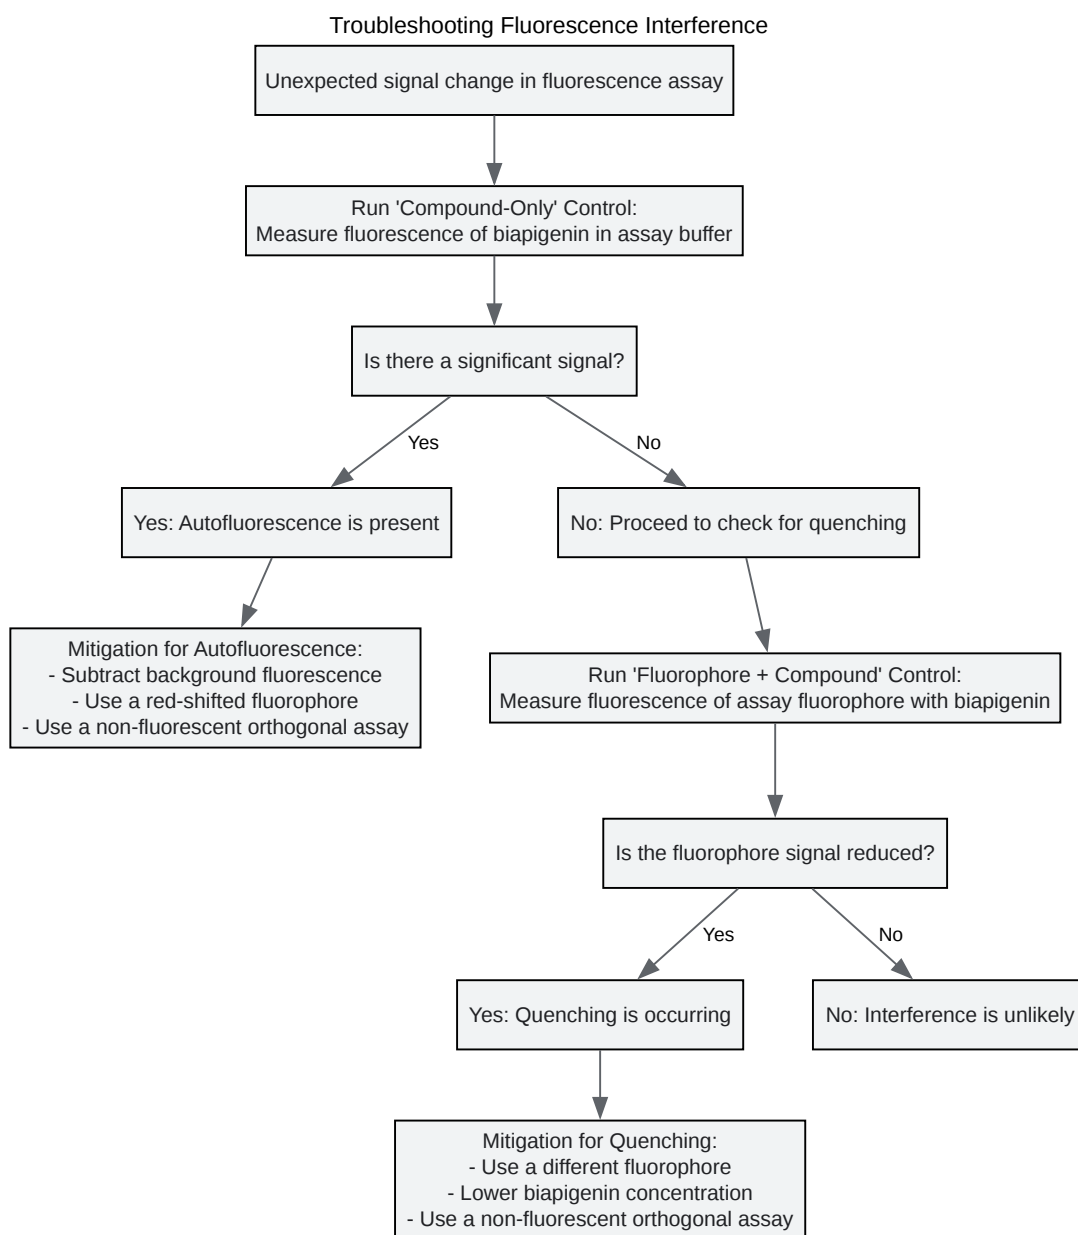 Troubleshooting Fluorescence Interference
Unexpected signal change in fluorescence assay
Run 'Compound-Only' Control:
Measure fluorescence of biapigenin in assay buffer
Is there a significant signal?
Yes
No
Yes: Autofluorescence is present
No: Proceed to check for quenching
Mitigation for Autofluorescence:
- Subtract background fluorescence
- Use a red-shifted fluorophore
- Use a non-fluorescent orthogonal assay
Run 'Fluorophore + Compound' Control:
Measure fluorescence of assay fluorophore with biapigenin
Is the fluorophore signal reduced?
Yes
No
Yes: Quenching is occurring
No: Interference is unlikely
Mitigation for Quenching:
- Use a different fluorophore
- Lower biapigenin concentration
- Use a non-fluorescent orthogonal assay